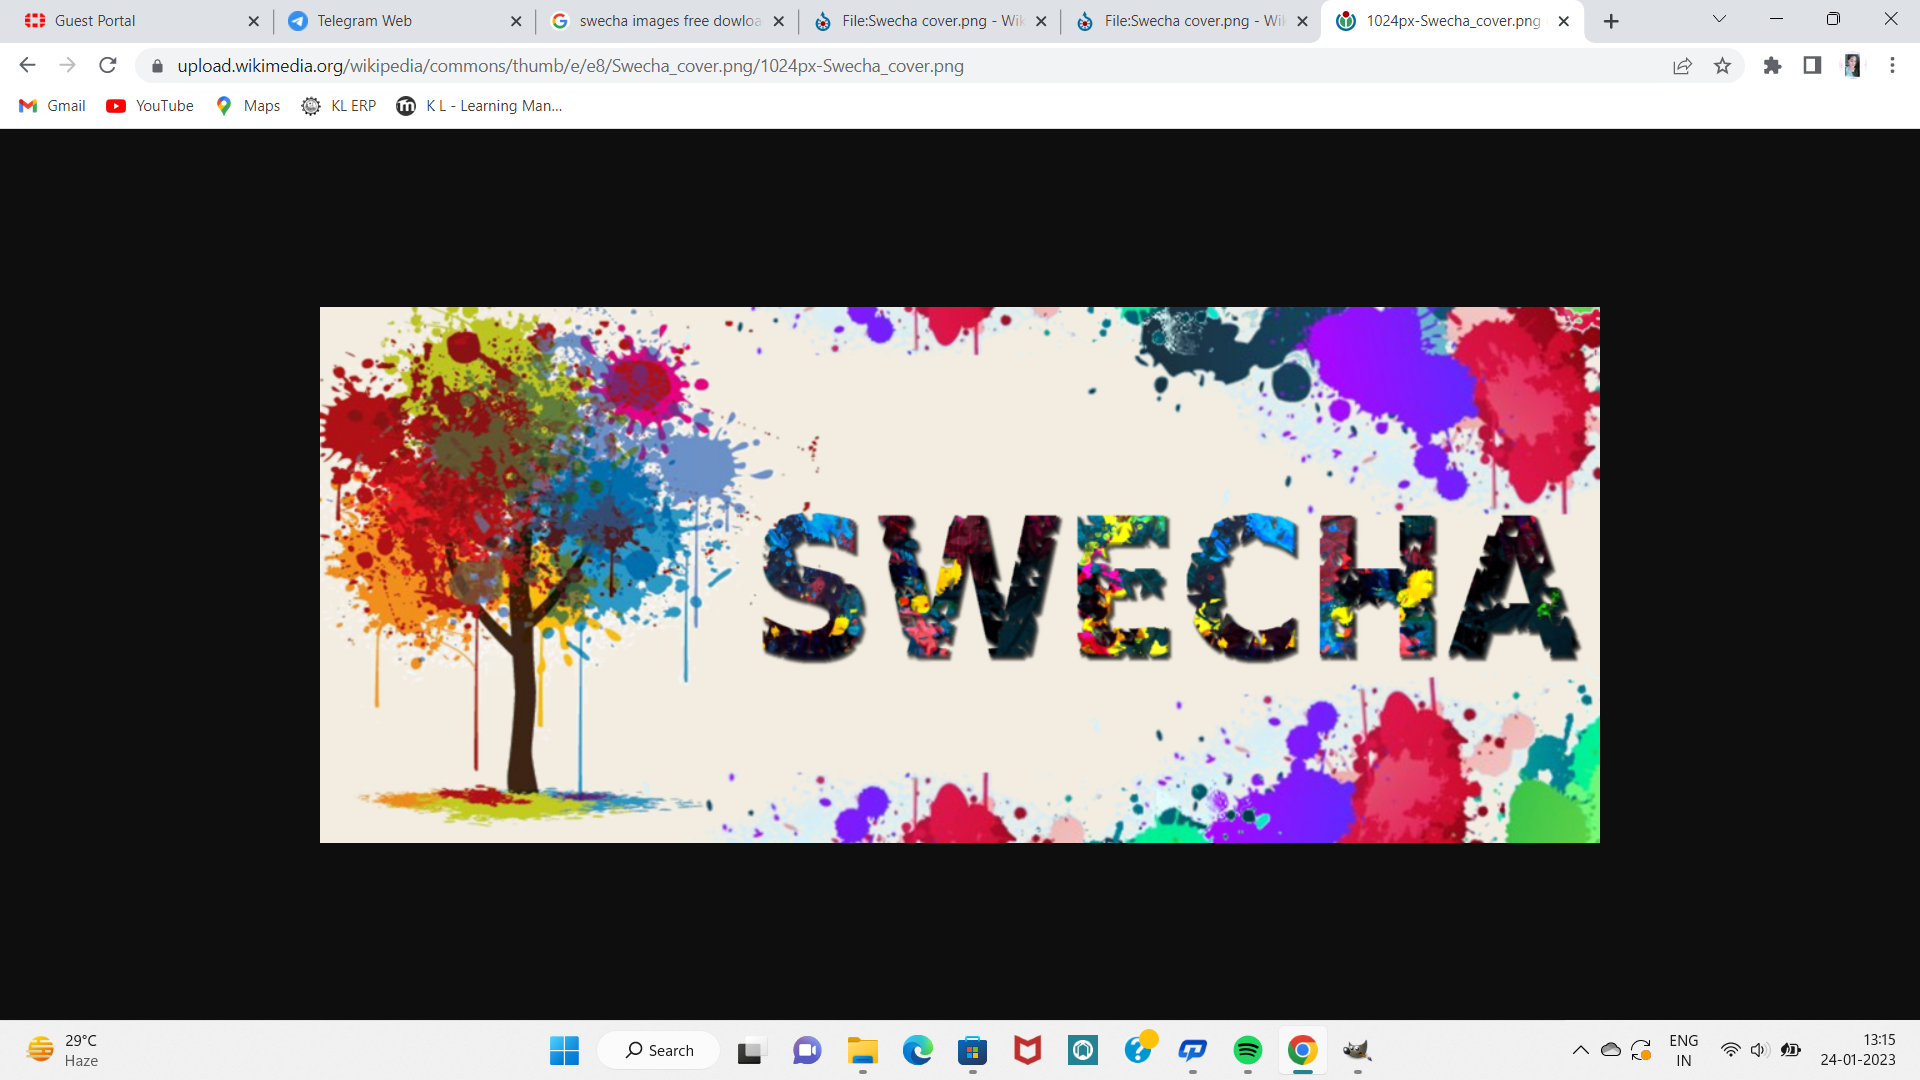 Guest Portal
Telegram Web
swecha images free dowloa
File:Swecha cover.png - Wik
File:Swecha cover.png - Wik
1024px-Swecha_cover.png
upload.wikimedia.org/wikipedia/commons/thumb/e/e8/Swecha_cover.png/1024px-Swecha_cover.png
Gmail
YouTube
Maps
KL ERP
K L - Learning Man...
SWECHA
29°C
Haze
Search
ENG
IN
13:15
24-01-2023